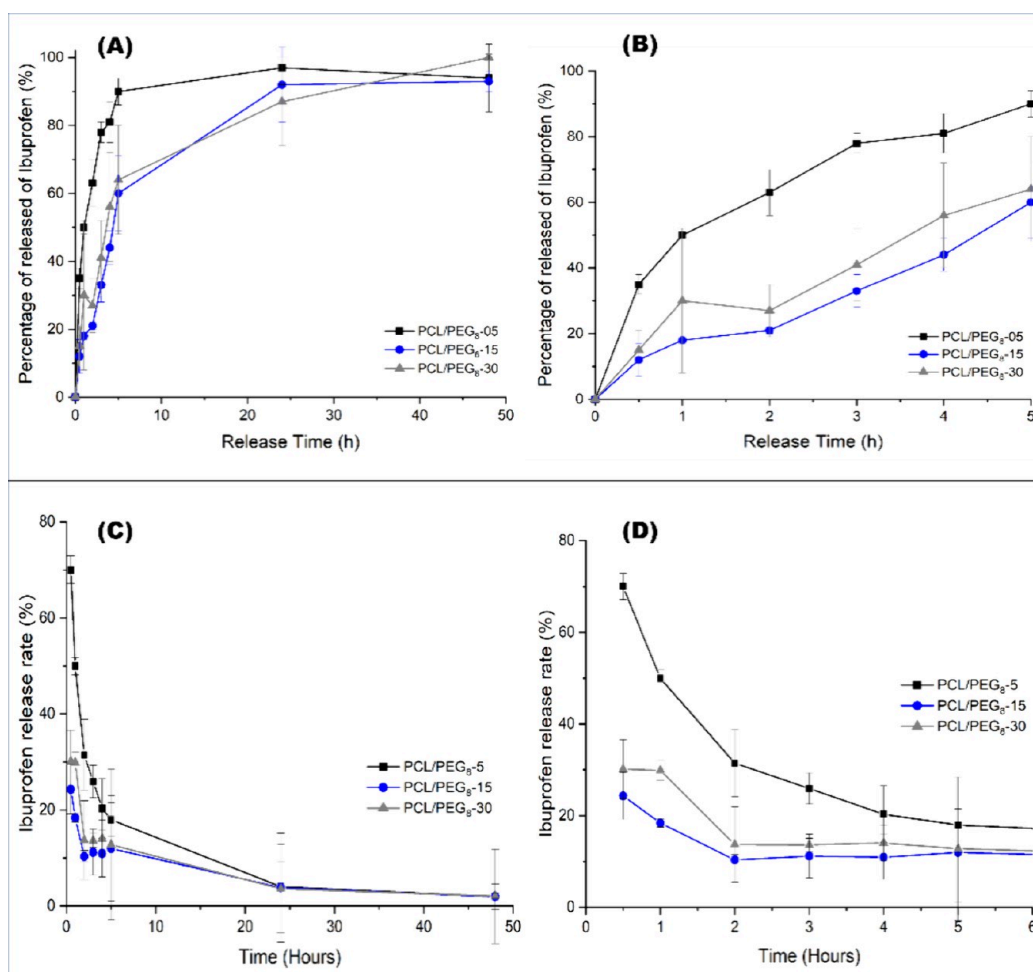 (A)
Percentage of released of Ibuprofen (%)
100
80
60
40
20
0
PCL/PEG₈-05
PCL/PEG₈-15
PCL/PEG₈-30
0 10 20 30 40 50
Release Time (h)
(B)
Percentage of released of Ibuprofen (%)
100
80
60
40
20
0
PCL/PEG₈-05
PCL/PEG₈-15
PCL/PEG₈-30
0 1 2 3 4 5
Release Time (h)
(C)
Ibuprofen release rate (%)
80
60
40
20
0
PCL/PEG₈-5
PCL/PEG₈-15
PCL/PEG₈-30
0 10 20 30 40 50
Time (Hours)
(D)
Ibuprofen release rate (%)
80
60
40
20
0
PCL/PEG₈-5
PCL/PEG₈-15
PCL/PEG₈-30
0 1 2 3 4 5 6
Time (Hours)